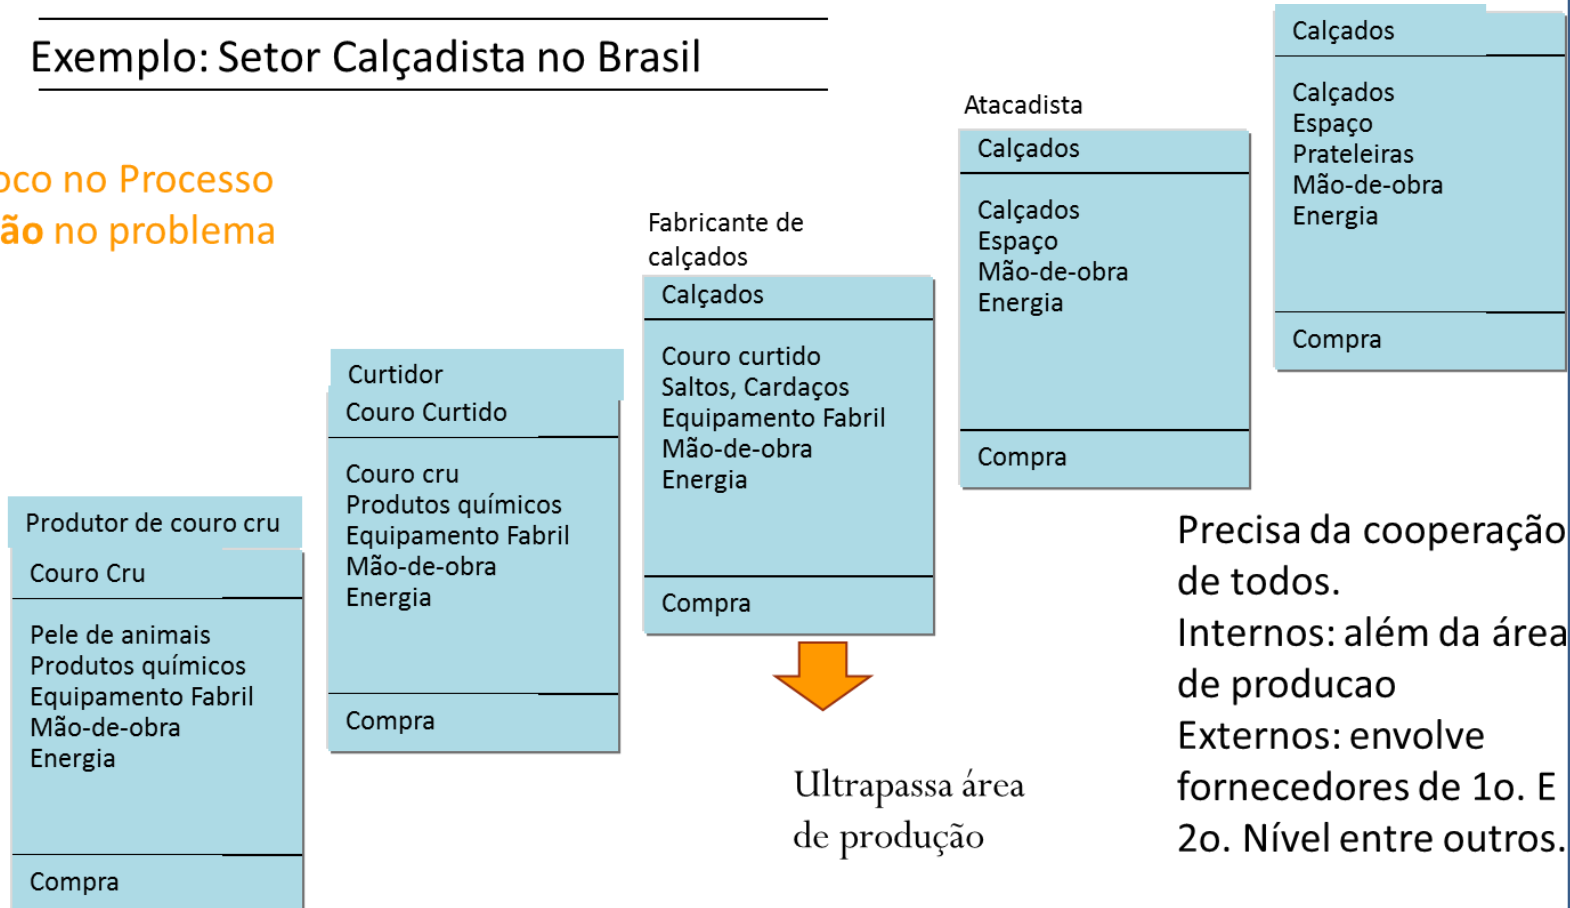 Exemplo: Setor Calçadista no Brasil
oco no Processo
ão no problema
Produtor de couro cru
Couro Cru
Pele de animais
Produtos químicos
Equipamento Fabril
Mão-de-obra
Energia
Compra
Curtidor
Couro Curtido
Couro cru
Produtos químicos
Equipamento Fabril
Mão-de-obra
Energia
Compra
Fabricante de
calçados
Calçados
Couro curtido
Saltos, Cardaços
Equipamento Fabril
Mão-de-obra
Energia
Compra
Atacadista
Calçados
Calçados
Espaço
Mão-de-obra
Energia
Compra
Calçados
Calçados
Espaço
Prateleiras
Mão-de-obra
Energia
Compra
Ultrapassa área
de produção
Precisa da cooperação
de todos.
Internos: além da área
de producao
Externos: envolve
fornecedores de 1o. E
2o. Nível entre outros.